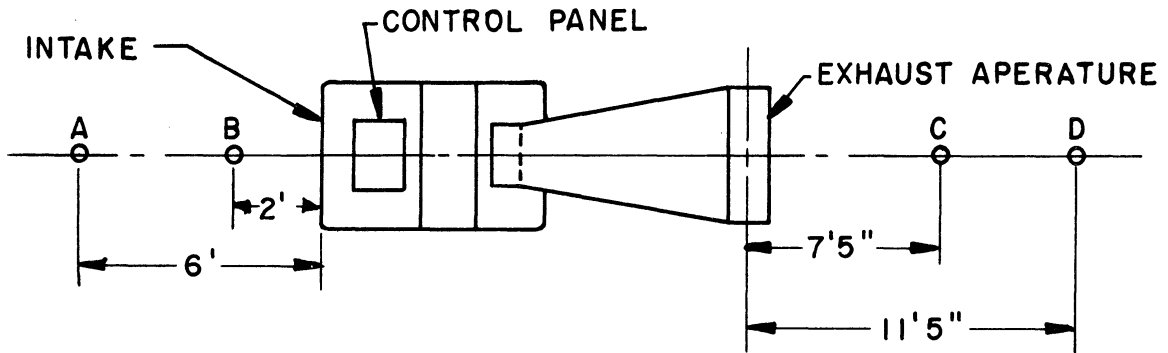 CONTROL PANEL
INTAKE
EXHAUST APERATURE
A
B
C
D
2'
6'
7'5"
11'5"